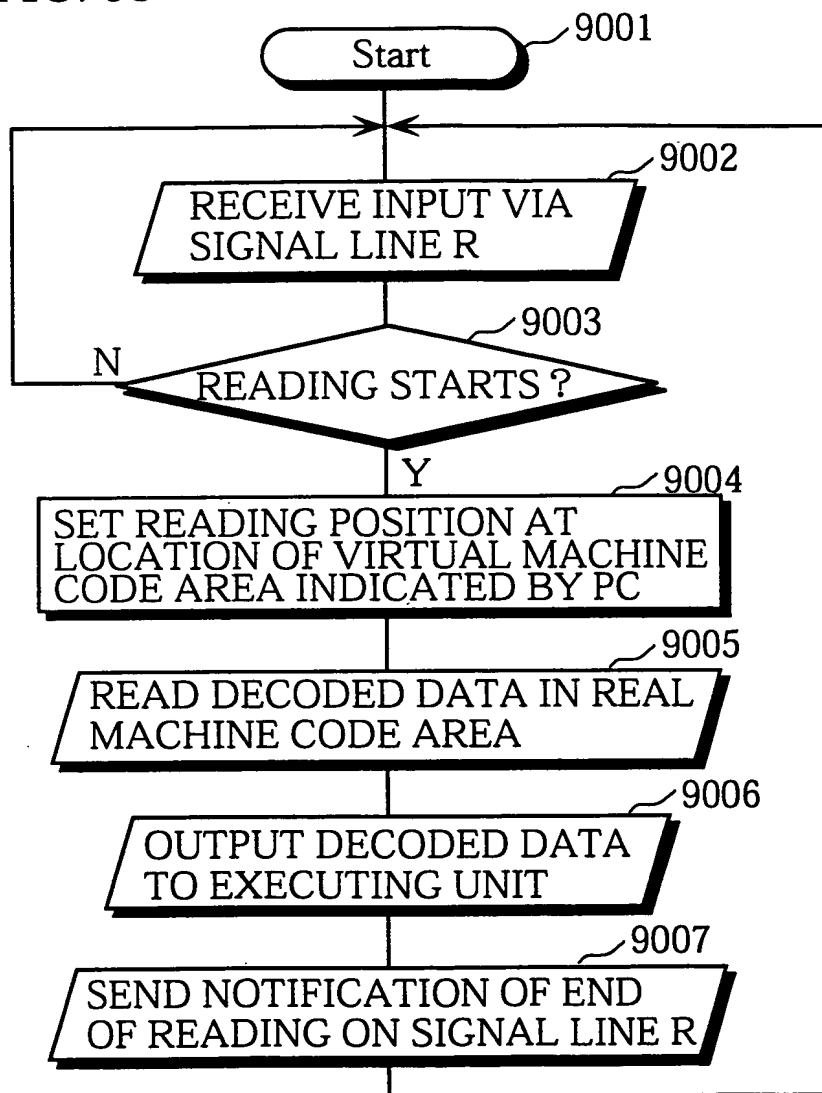 Start
9001
9002
RECEIVE INPUT VIA
SIGNAL LINE R
9003
N
READING STARTS ?
Y
9004
SET READING POSITION AT
LOCATION OF VIRTUAL MACHINE
CODE AREA INDICATED BY PC
9005
READ DECODED DATA IN REAL
MACHINE CODE AREA
9006
OUTPUT DECODED DATA
TO EXECUTING UNIT
9007
SEND NOTIFICATION OF END
OF READING ON SIGNAL LINE R